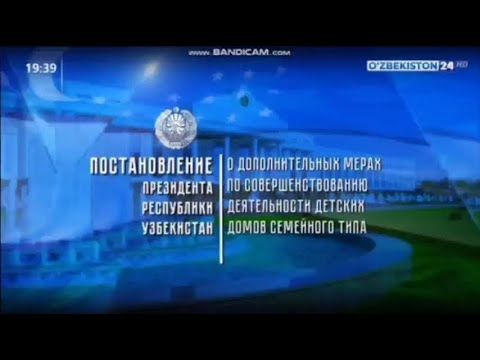 WWW.BANDICAM.COM
19:39
O'ZBEKISTON 24 HD
ПОСТАНОВЛЕНИЕ
ПРЕЗИДЕНТА
РЕСПУБЛИКИ
УЗБЕКИСТАН
О ДОПОЛНИТЕЛЬНЫХ МЕРАХ
ПО СОВЕРШЕНСТВОВАНИЮ
ДЕЯТЕЛЬНОСТИ ДЕТСКИХ
ДОМОВ СЕМЕЙНОГО ТИПА